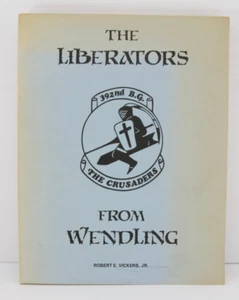 THE
LIBERATORS
392nd B.G.
THE CRUSADERS
FROM
WENDLING
ROBERT E. VICKERS, JR.